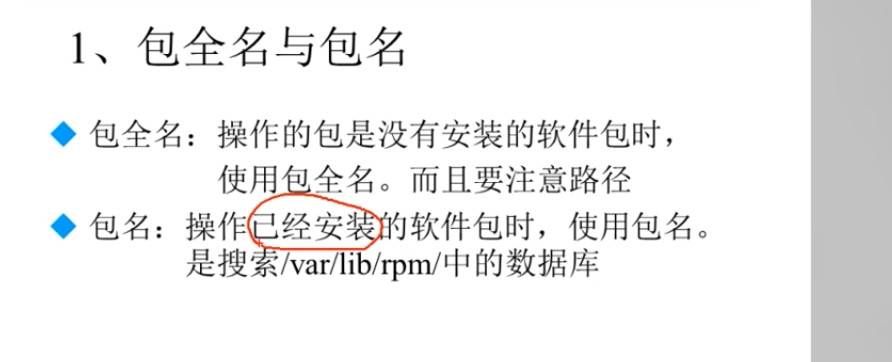 1、包全名与包名
包全名：操作的包是没有安装的软件包时，
使用包全名。而且要注意路径
包名：操作已经安装的软件包时，使用包名。
是搜索/var/lib/rpm/中的数据库